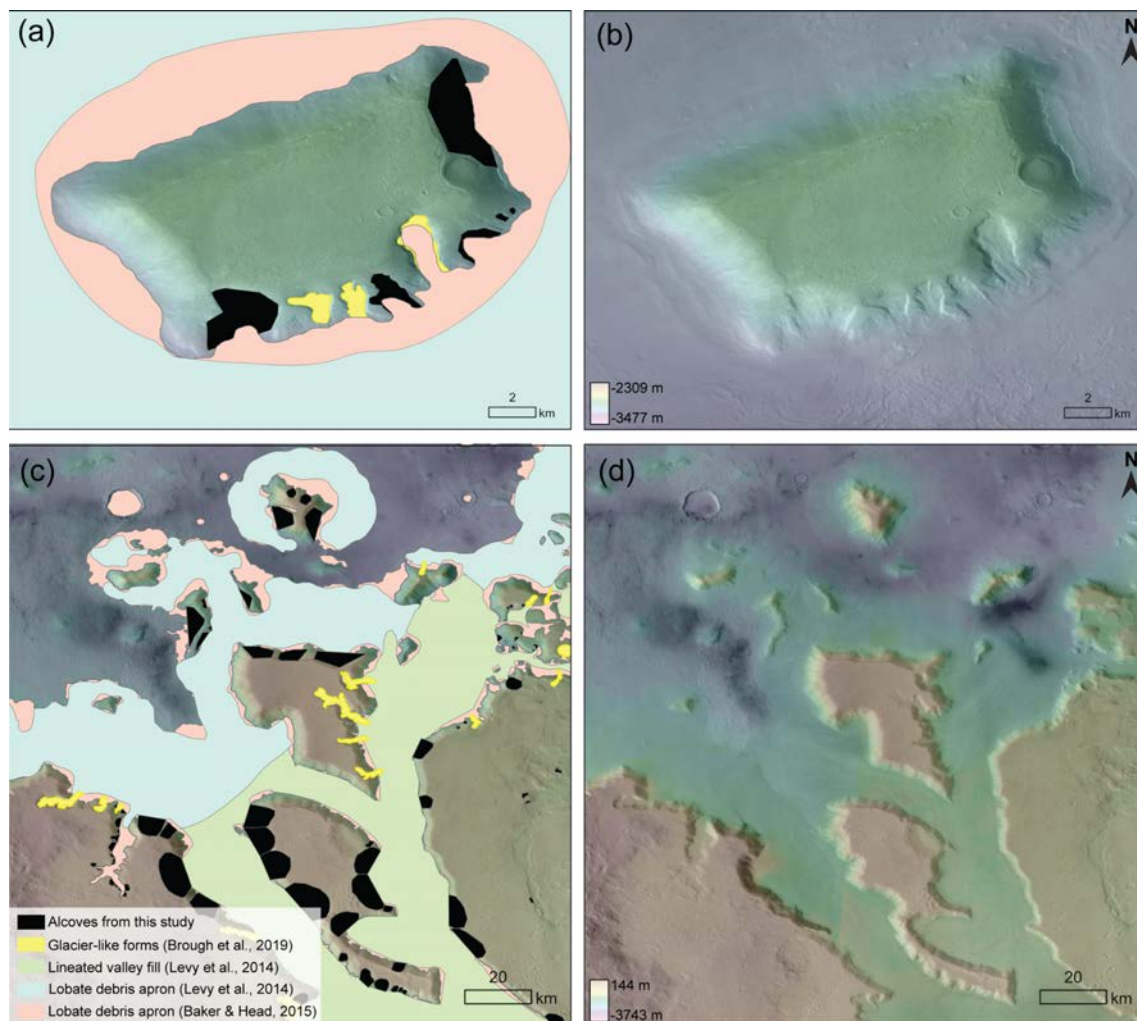 (a)
(b)
N
2
km
-2309 m
-3477 m
2
km
(c)
(d)
N
Alcoves from this study
Glacier-like forms (Brough et al., 2019)
Lineated valley fill (Levy et al., 2014)
Lobate debris apron (Levy et al., 2014)
Lobate debris apron (Baker & Head, 2015)
20
km
144 m
-3743 m
20
km